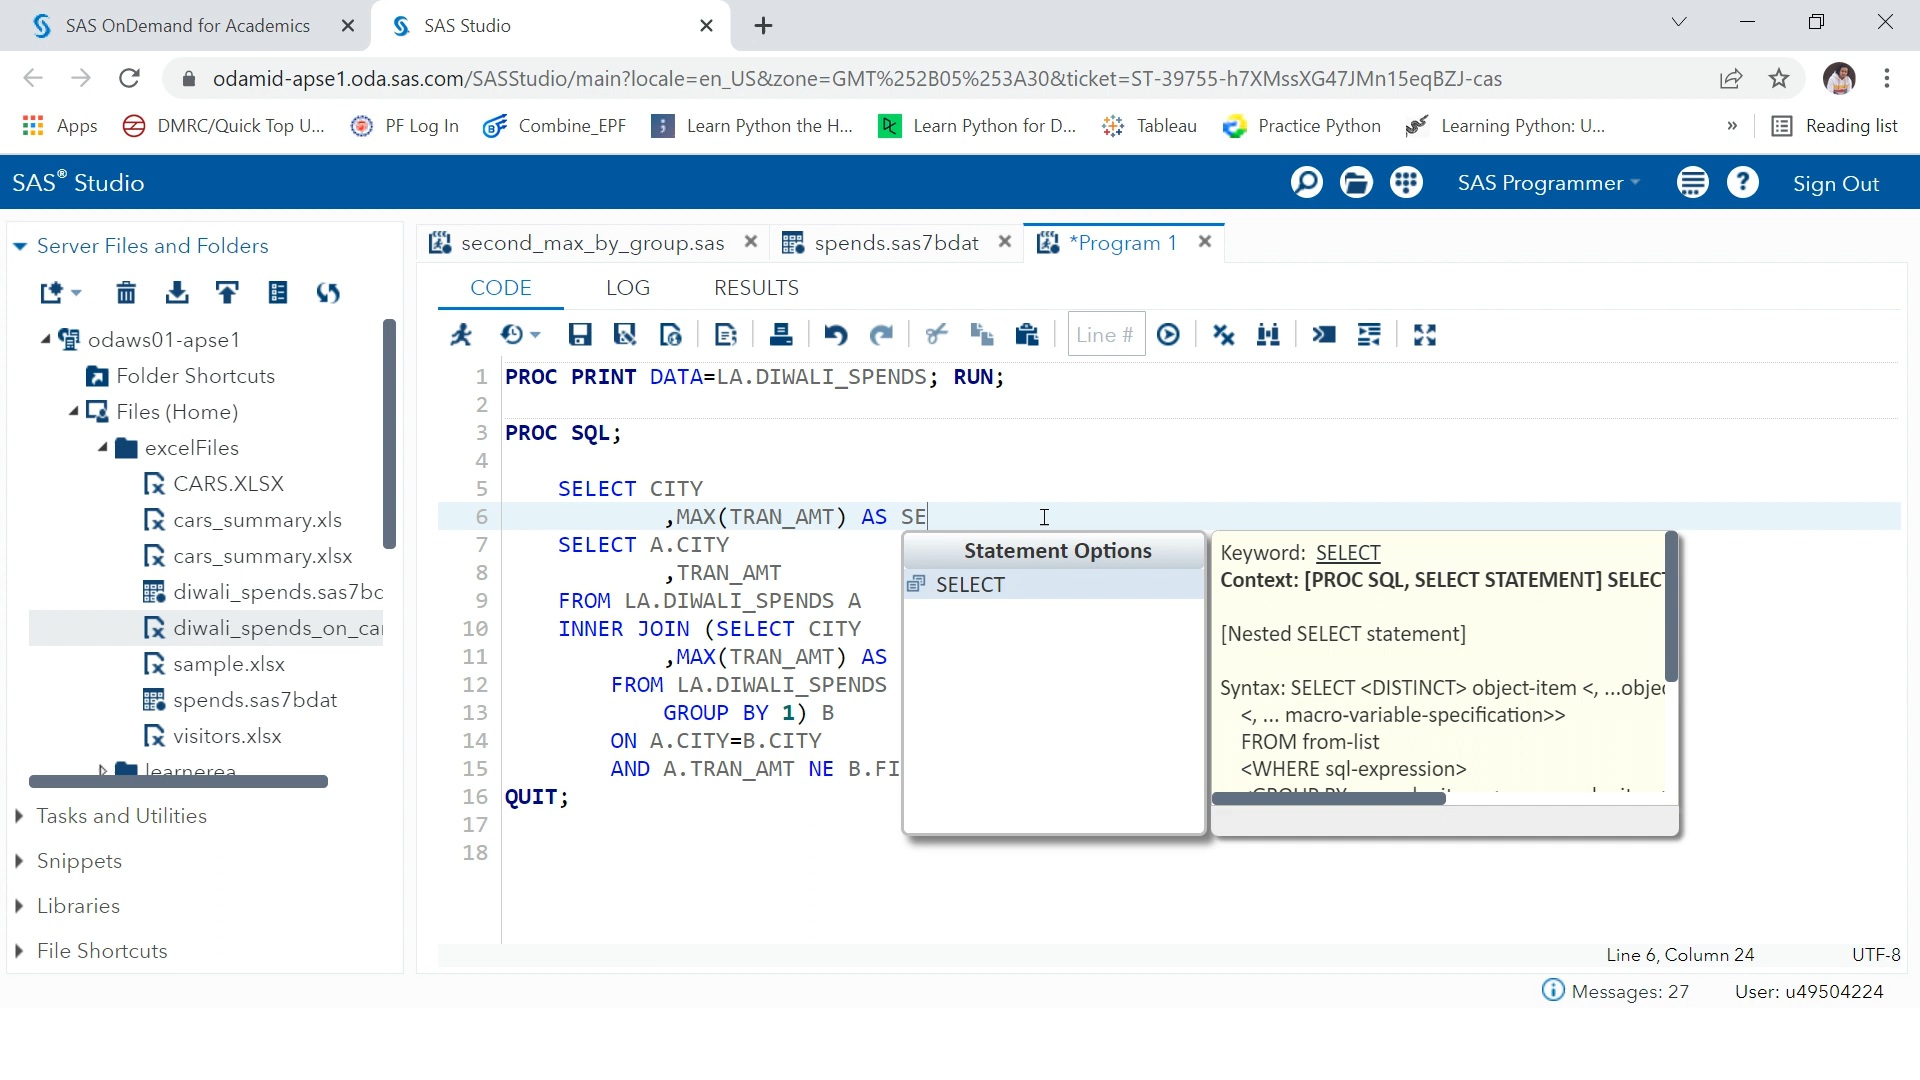 SAS OnDemand for Academics
SAS Studio
odamid-apse1.oda.sas.com/SASStudio/main?locale=en_US&zone=GMT%252B05%253A30&ticket=ST-39755-h7XMssXG47JMn15eqBZJ-cas
Apps
DMRC/Quick Top U...
PF Log In
Combine_EPF
Learn Python the H...
Learn Python for D...
Tableau
Practice Python
Learning Python: U...
»
Reading list
SAS® Studio
SAS Programmer
Sign Out
Server Files and Folders
odaws01-apse1
Folder Shortcuts
Files (Home)
excelFiles
CARS.XLSX
cars_summary.xls
cars_summary.xlsx
diwali_spends.sas7bc
diwali_spends_on_car
sample.xlsx
spends.sas7bdat
visitors.xlsx
learnerea
Tasks and Utilities
Snippets
Libraries
File Shortcuts
second_max_by_group.sas
spends.sas7bdat
*Program 1
CODE
LOG
RESULTS
Line #
1 PROC PRINT DATA=LA.DIWALI_SPENDS; RUN;
2
3 PROC SQL;
4
5 SELECT CITY
6 ,MAX(TRAN_AMT) AS SE
7 SELECT A.CITY
8 ,TRAN_AMT
9 FROM LA.DIWALI_SPENDS A
10 INNER JOIN (SELECT CITY
11 ,MAX(TRAN_AMT) AS
12 FROM LA.DIWALI_SPENDS
13 GROUP BY 1) B
14 ON A.CITY=B.CITY
15 AND A.TRAN_AMT NE B.FI
16 QUIT;
17
18
Statement Options
SELECT
Keyword: SELECT
Context: [PROC SQL, SELECT STATEMENT] SELECT
[Nested SELECT statement]
Syntax: SELECT <DISTINCT> object-item <, ...objec
<, ... macro-variable-specification>>
FROM from-list
<WHERE sql-expression>
Line 6, Column 24
UTF-8
Messages: 27
User: u49504224